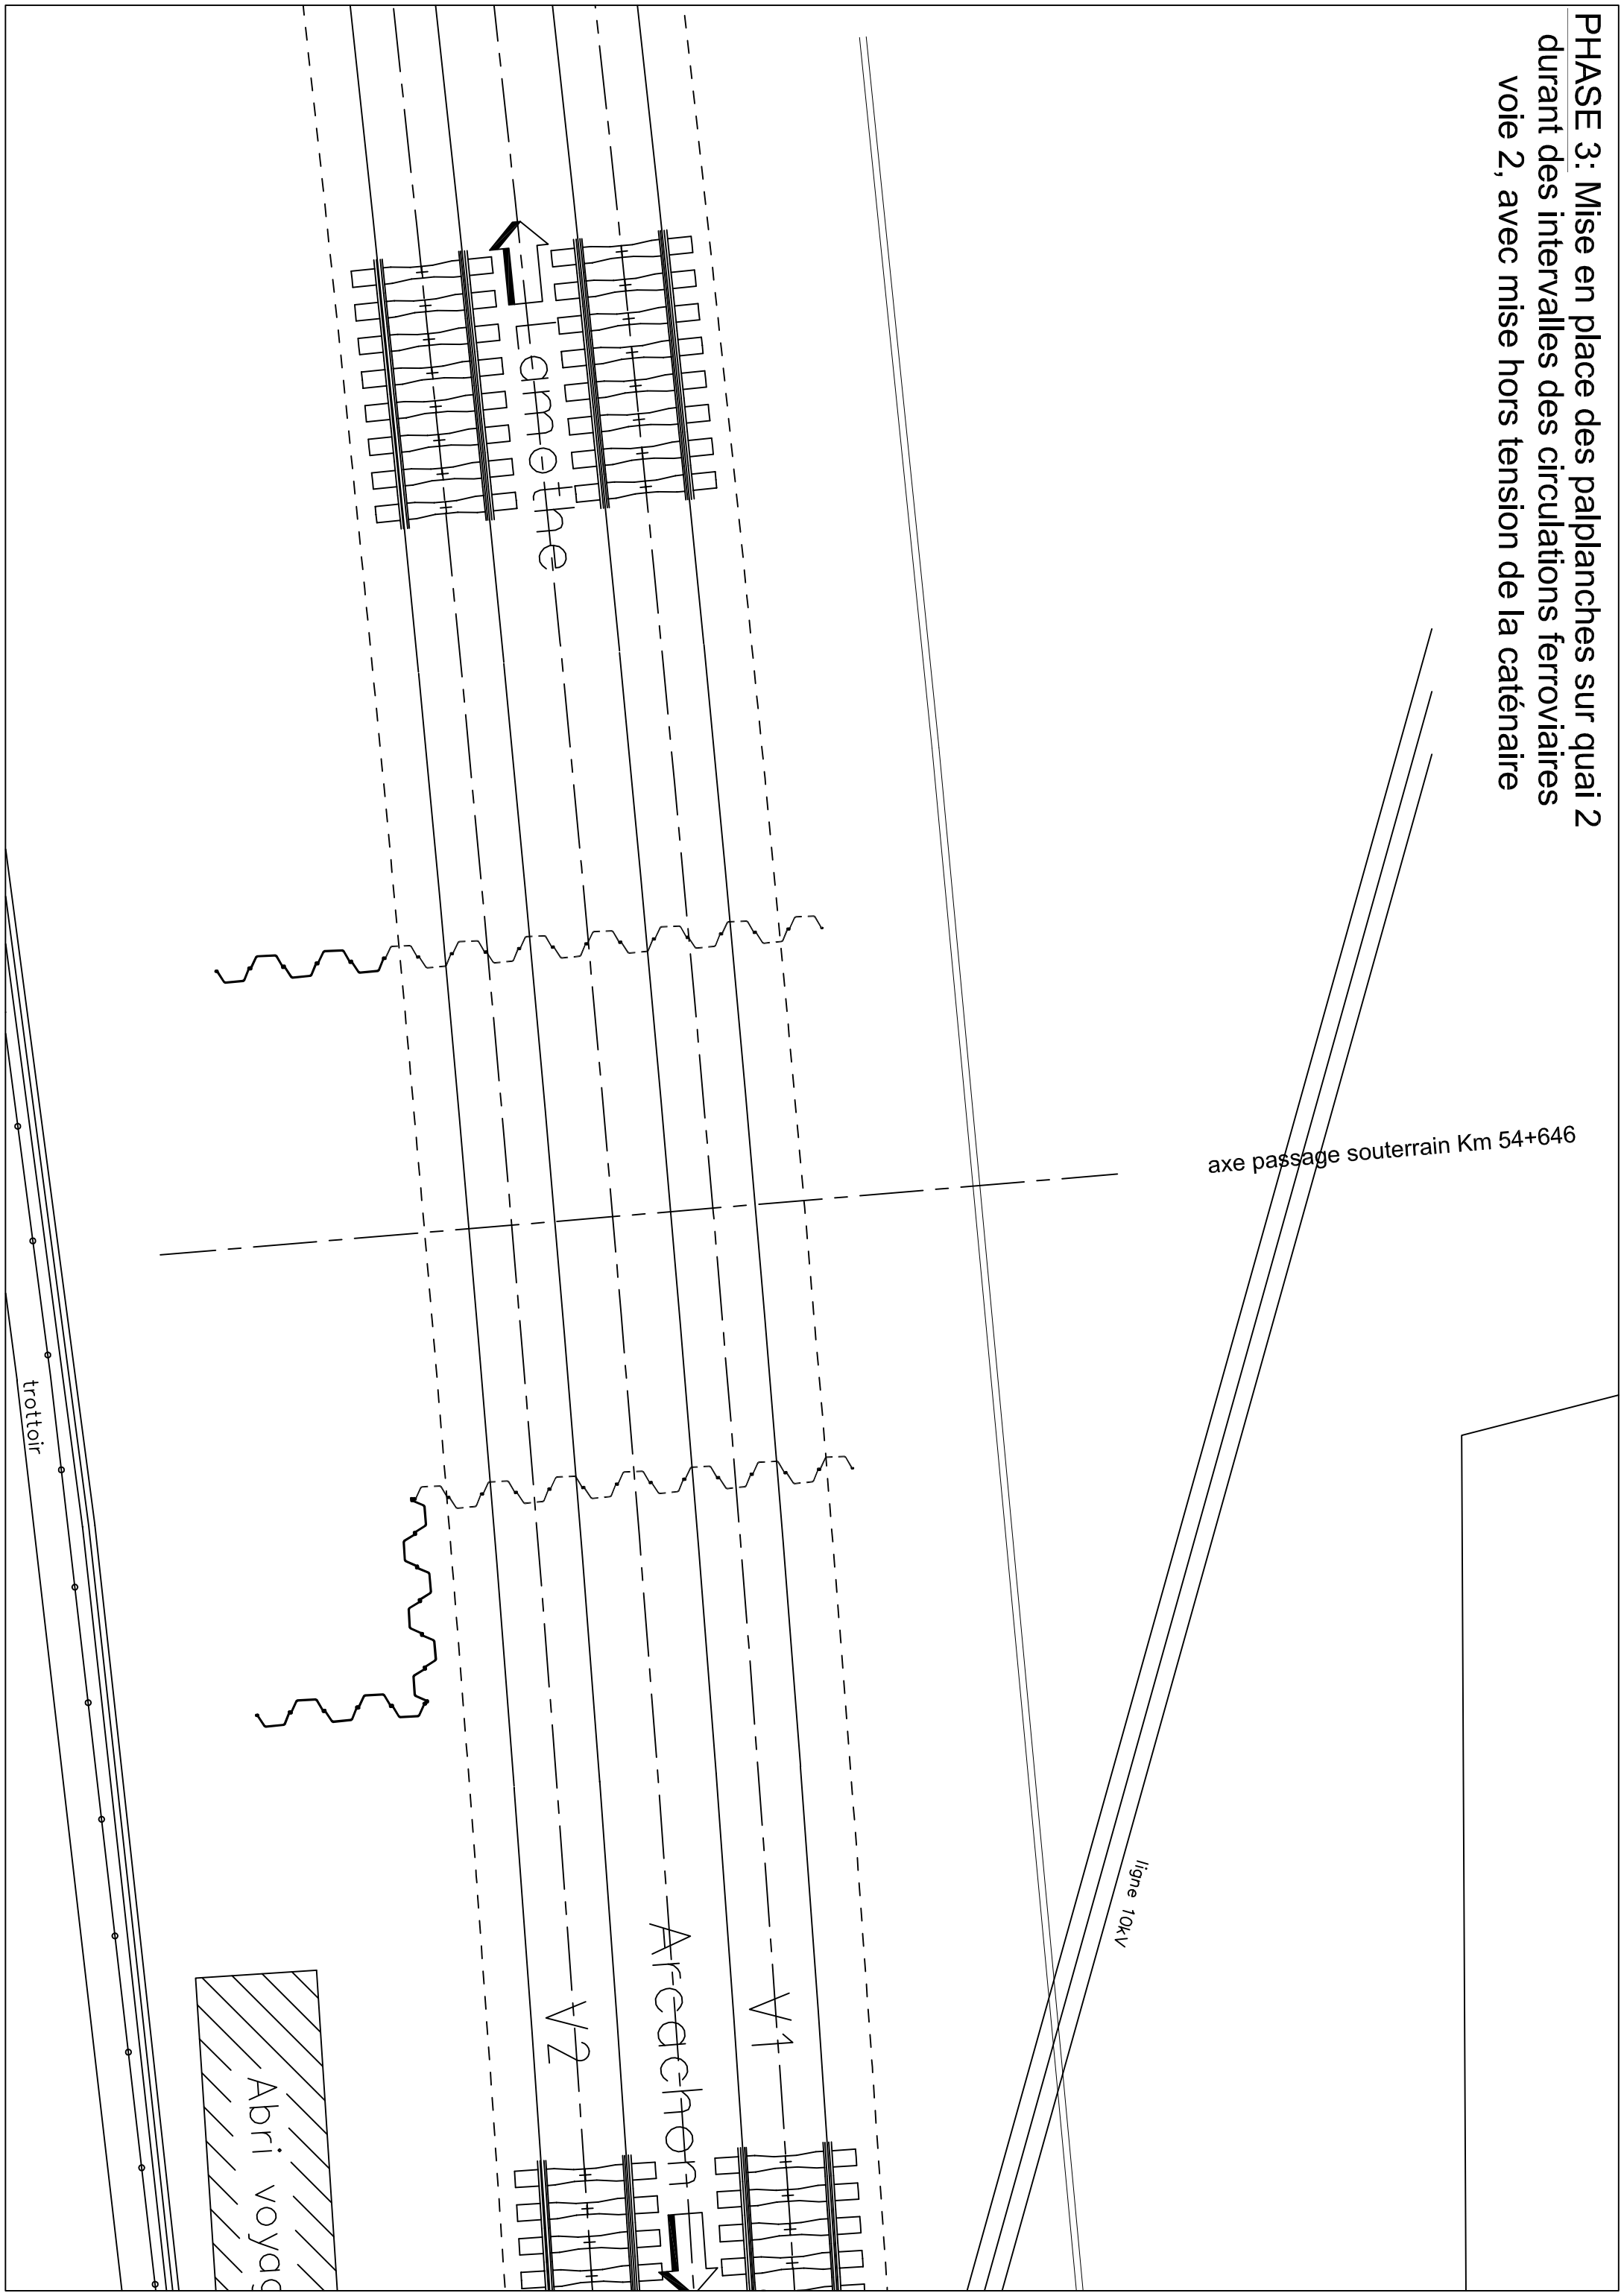 PHASE 3: Mise en place des palplanches sur quai 2
durant des intervalles des circulations ferroviaires
voie 2, avec mise hors tension de la caténaire
Lamothe
axe passage souterrain Km 54+646
trottoir
ligne 10kV
V1
Arcachon
V2
Abri voyag